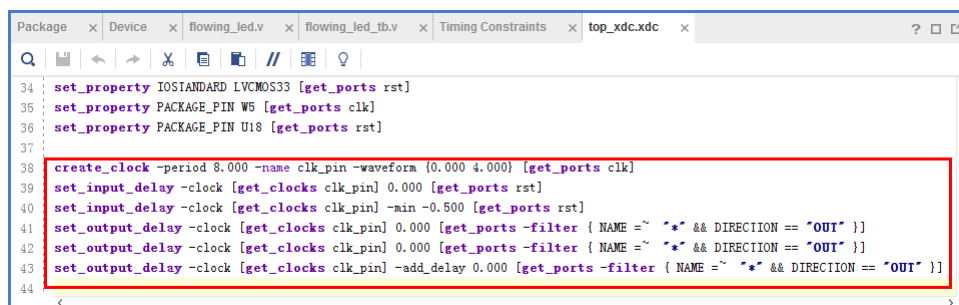 Package × Device × flowing_led.v × flowing_led_tb.v × Timing Constraints × top_xdc.xdc × ?
34 set_property IOSTANDARD LVCMOS33 [get_ports rst]
35 set_property PACKAGE_PIN W5 [get_ports clk]
36 set_property PACKAGE_PIN U18 [get_ports rst]
37
38 create_clock -period 8.000 -name clk_pin -waveform {0.000 4.000} [get_ports clk]
39 set_input_delay -clock [get_clocks clk_pin] 0.000 [get_ports rst]
40 set_input_delay -clock [get_clocks clk_pin] -min -0.500 [get_ports rst]
41 set_output_delay -clock [get_clocks clk_pin] 0.000 [get_ports -filter { NAME =~ "*" && DIRECTION == "OUT" }]
42 set_output_delay -clock [get_clocks clk_pin] 0.000 [get_ports -filter { NAME =~ "*" && DIRECTION == "OUT" }]
43 set_output_delay -clock [get_clocks clk_pin] -add_delay 0.000 [get_ports -filter { NAME =~ "*" && DIRECTION == "OUT" }]
44